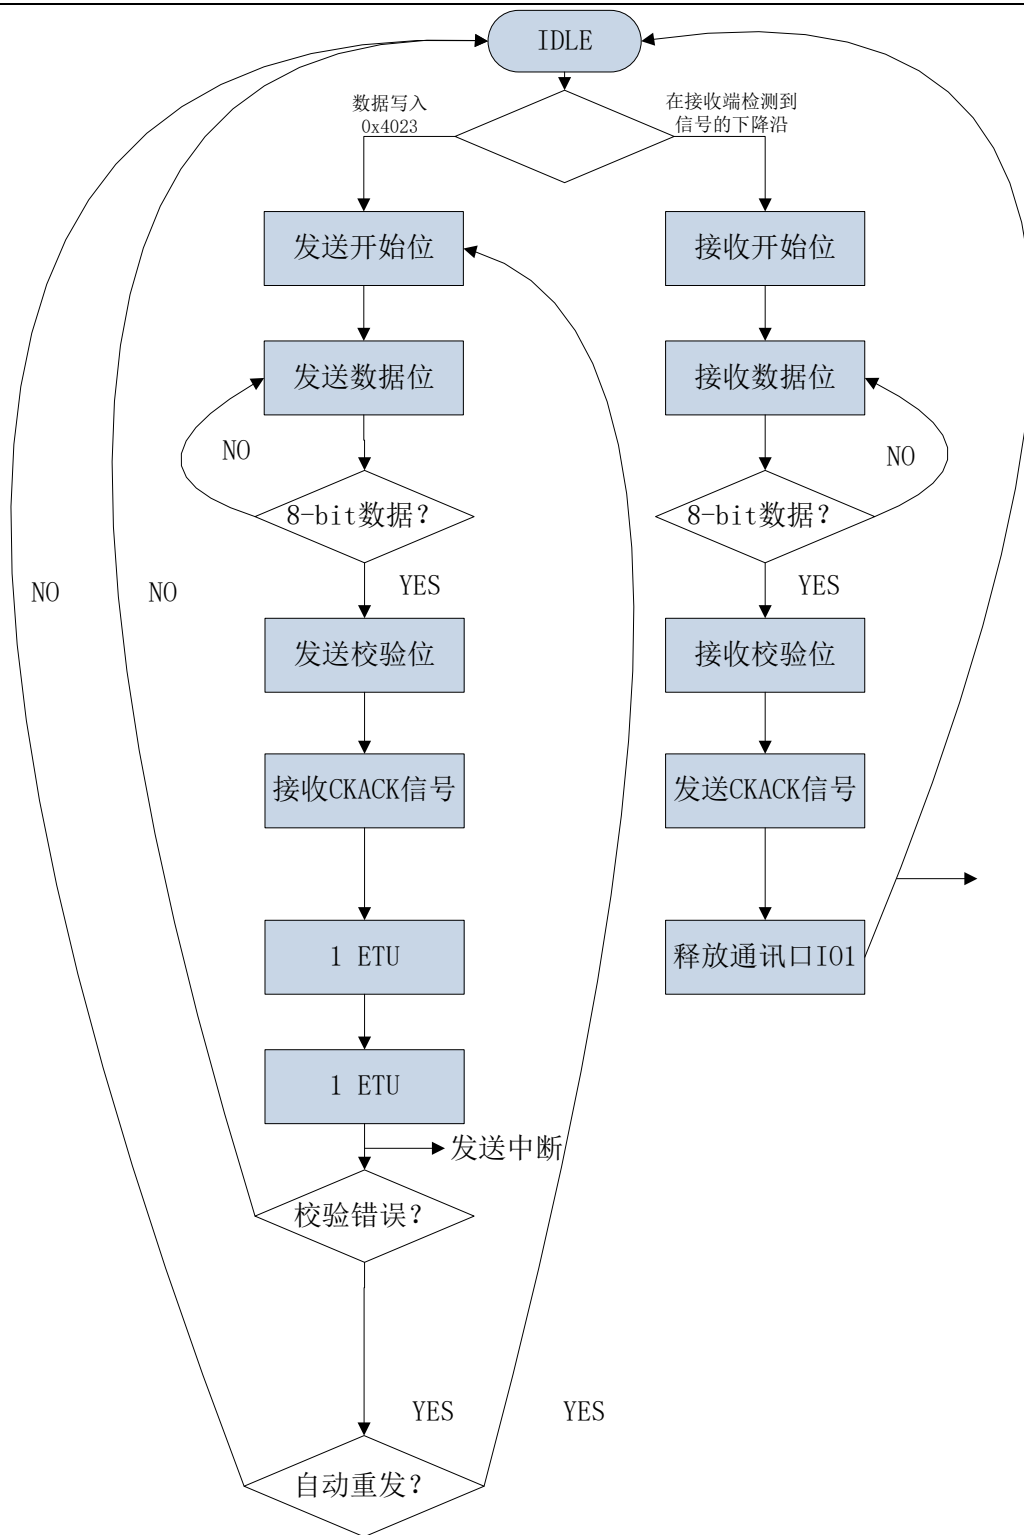 IDLE
数据写入
0x4023
在接收端检测到
信号的下降沿
发送开始位
接收开始位
发送数据位
接收数据位
NO
NO
8-bit数据？
8-bit数据？
YES
YES
NO
NO
发送校验位
接收校验位
接收CKACK信号
发送CKACK信号
1 ETU
释放通讯口IO1
1 ETU
发送中断
校验错误？
YES
YES
自动重发？